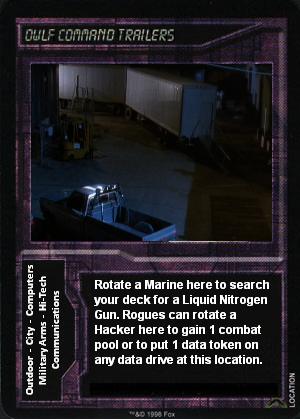 OWLF COMMAND TRAILERS
Outdoor - City - Computers
Military Arms - Hi-Tech
Communications
Rotate a Marine here to search
your deck for a Liquid Nitrogen
Gun. Rogues can rotate a
Hacker here to gain 1 combat
pool or to put 1 data token on
any data drive at this location.
LOCATION
™&© 1996 Fox